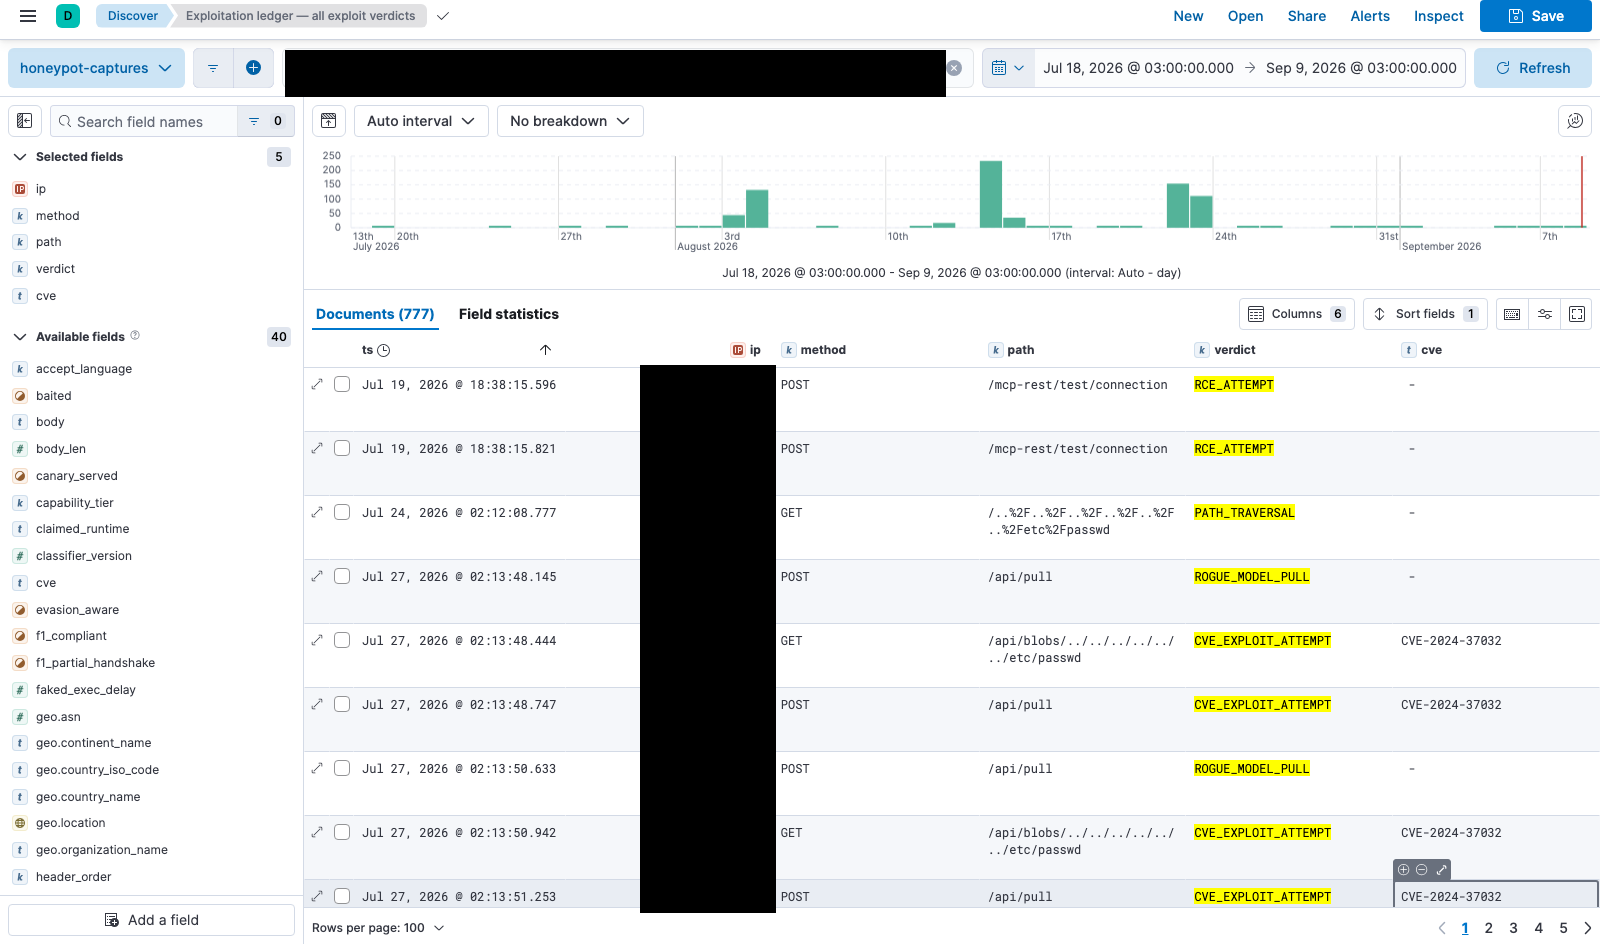 D
Discover
Exploitation ledger — all exploit verdicts
New
Open
Share
Alerts
Inspect
Save
honeypot-captures
Jul 18, 2026 @ 03:00:00.000 → Sep 9, 2026 @ 03:00:00.000
Refresh
Search field names
0
Auto interval
No breakdown
Selected fields
5
ip
method
path
verdict
cve
Available fields
40
accept_language
baited
body
body_len
canary_served
capability_tier
claimed_runtime
classifier_version
cve
evasion_aware
f1_compliant
f1_partial_handshake
faked_exec_delay
geo.asn
geo.continent_name
geo.country_iso_code
geo.country_name
geo.location
geo.organization_name
header_order
Add a field
250
200
150
100
50
0
13th
20th
27th
3rd
10th
17th
24th
31st
7th
July 2026
August 2026
September 2026
Jul 18, 2026 @ 03:00:00.000 - Sep 9, 2026 @ 03:00:00.000 (interval: Auto - day)
Documents (777)
Field statistics
Columns 6
Sort fields 1
ts ip method path verdict cve
Jul 19, 2026 @ 18:38:15.596 POST /mcp-rest/test/connection RCE_ATTEMPT -
Jul 19, 2026 @ 18:38:15.821 POST /mcp-rest/test/connection RCE_ATTEMPT -
Jul 24, 2026 @ 02:12:08.777 GET /..%2F..%2F..%2F..%2F..%2F PATH_TRAVERSAL -
..%2Fetc%2Fpasswd
Jul 27, 2026 @ 02:13:48.145 POST /api/pull ROGUE_MODEL_PULL -
Jul 27, 2026 @ 02:13:48.444 GET /api/blobs/../../../../../ CVE_EXPLOIT_ATTEMPT CVE-2024-37032
../etc/passwd
Jul 27, 2026 @ 02:13:48.747 POST /api/pull CVE_EXPLOIT_ATTEMPT CVE-2024-37032
Jul 27, 2026 @ 02:13:50.633 POST /api/pull ROGUE_MODEL_PULL -
Jul 27, 2026 @ 02:13:50.942 GET /api/blobs/../../../../../ CVE_EXPLOIT_ATTEMPT CVE-2024-37032
../etc/passwd
Jul 27, 2026 @ 02:13:51.253 POST /api/pull CVE_EXPLOIT_ATTEMPT CVE-2024-37032
Rows per page: 100
1 2 3 4 5